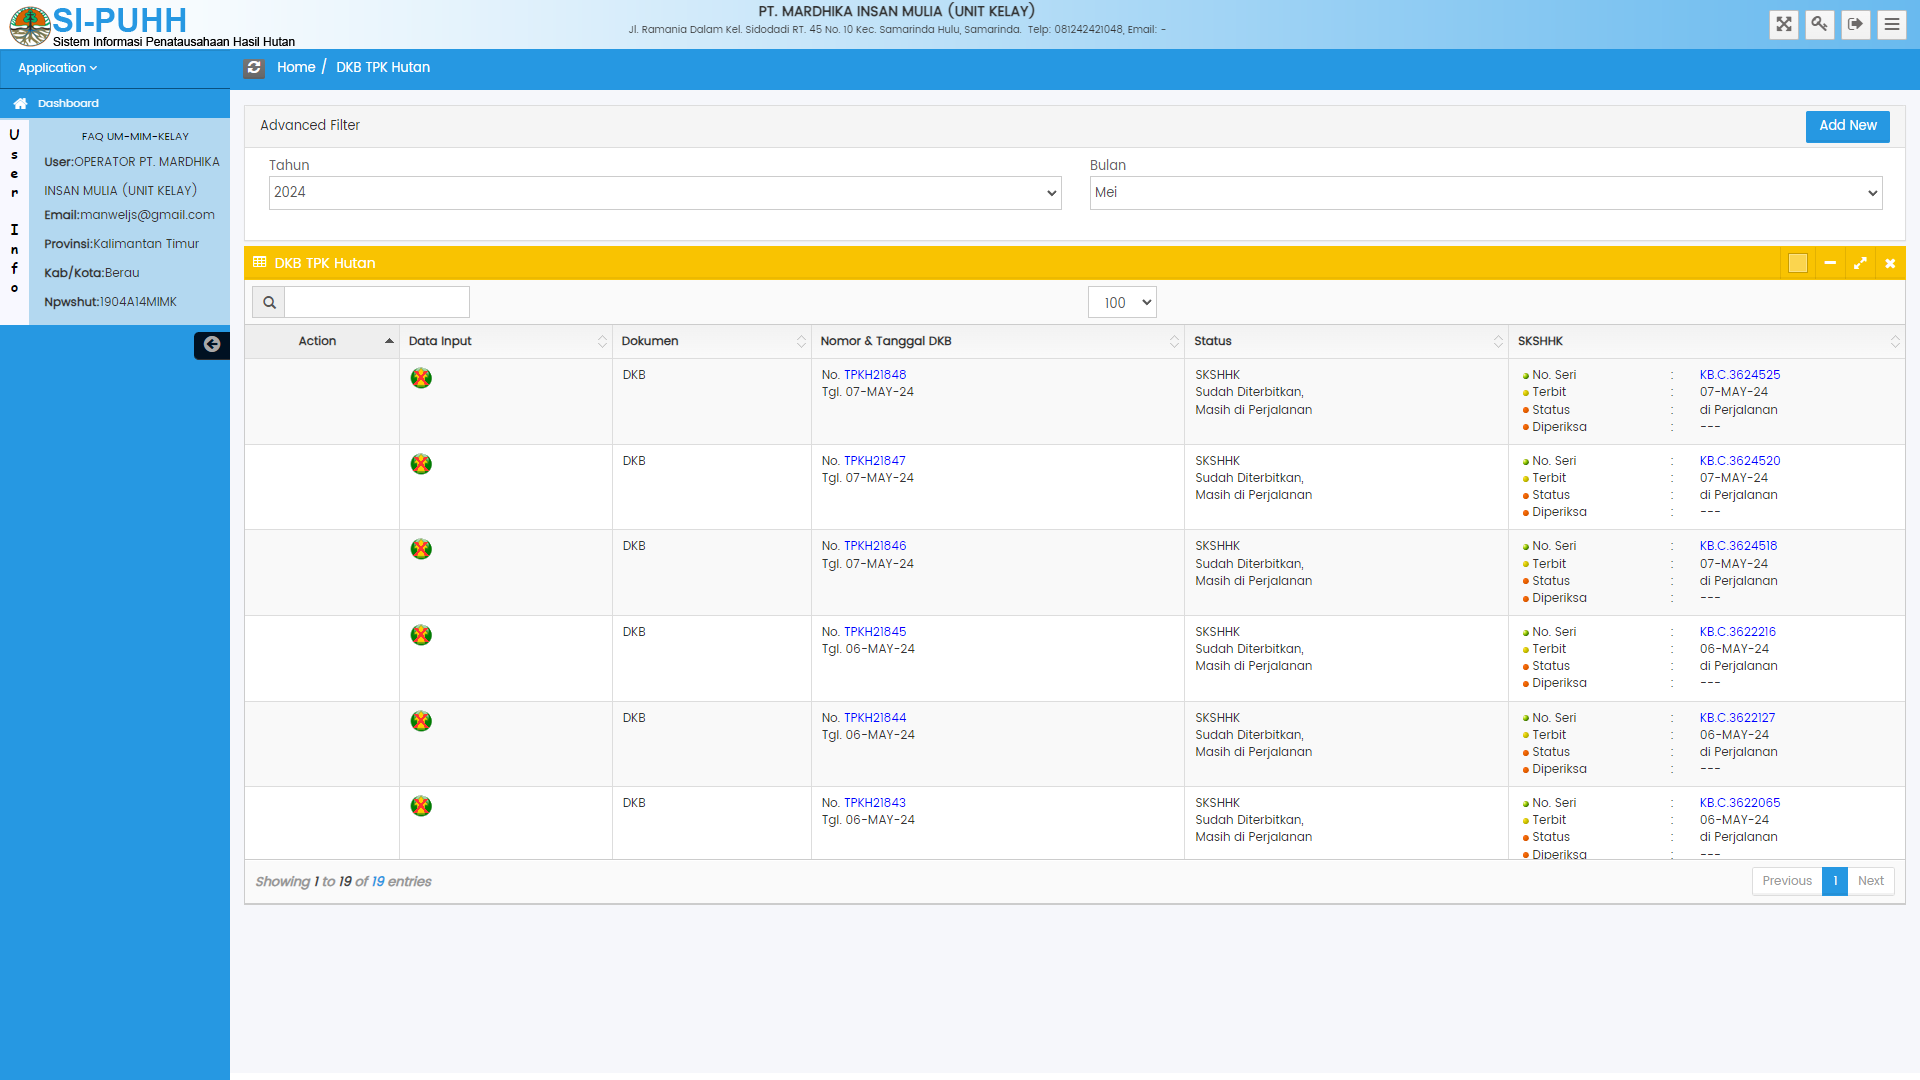 SI-PUHH
Sistem Informasi Penatausahaan Hasil Hutan
PT. MARDHIKA INSAN MULIA (UNIT KELAY)
Jl. Ramania Dalam Kel. Sidodadi RT. 45 No. 10 Kec. Samarinda Hulu, Samarinda. Telp: 081242421048, Email: -
Application
Home / DKB TPK Hutan
Dashboard
User Info
FAQ UM-MIM-KELAY
User:OPERATOR PT. MARDHIKA
INSAN MULIA (UNIT KELAY)
Email:manweljs@gmail.com
Provinsi:Kalimantan Timur
Kab/Kota:Berau
Npwshut:1904A14MIMK
Advanced Filter
Add New
Tahun
2024
Bulan
Mei
DKB TPK Hutan
100
Action Data Input Dokumen Nomor & Tanggal DKB Status SKSHHK
DKB No. TPKH21848 SKSHHK No. Seri : KB.C.3624525
Tgl. 07-MAY-24 Sudah Diterbitkan, Terbit : 07-MAY-24
Masih di Perjalanan Status : di Perjalanan
Diperiksa : ---
DKB No. TPKH21847 SKSHHK No. Seri : KB.C.3624520
Tgl. 07-MAY-24 Sudah Diterbitkan, Terbit : 07-MAY-24
Masih di Perjalanan Status : di Perjalanan
Diperiksa : ---
DKB No. TPKH21846 SKSHHK No. Seri : KB.C.3624518
Tgl. 07-MAY-24 Sudah Diterbitkan, Terbit : 07-MAY-24
Masih di Perjalanan Status : di Perjalanan
Diperiksa : ---
DKB No. TPKH21845 SKSHHK No. Seri : KB.C.3622216
Tgl. 06-MAY-24 Sudah Diterbitkan, Terbit : 06-MAY-24
Masih di Perjalanan Status : di Perjalanan
Diperiksa : ---
DKB No. TPKH21844 SKSHHK No. Seri : KB.C.3622127
Tgl. 06-MAY-24 Sudah Diterbitkan, Terbit : 06-MAY-24
Masih di Perjalanan Status : di Perjalanan
Diperiksa : ---
DKB No. TPKH21843 SKSHHK No. Seri : KB.C.3622065
Tgl. 06-MAY-24 Sudah Diterbitkan, Terbit : 06-MAY-24
Masih di Perjalanan Status : di Perjalanan
Diperiksa : ---
Showing 1 to 19 of 19 entries
Previous 1 Next